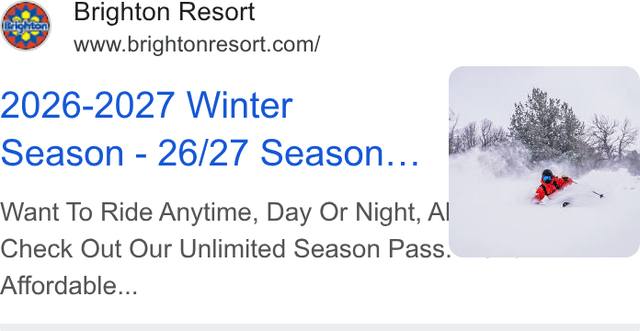 Brighton
Brighton Resort
www.brightonresort.com/
2026-2027 Winter
Season - 26/27 Season...
Want To Ride Anytime, Day Or Night,
Check Out Our Unlimited Season Pass.
Affordable...